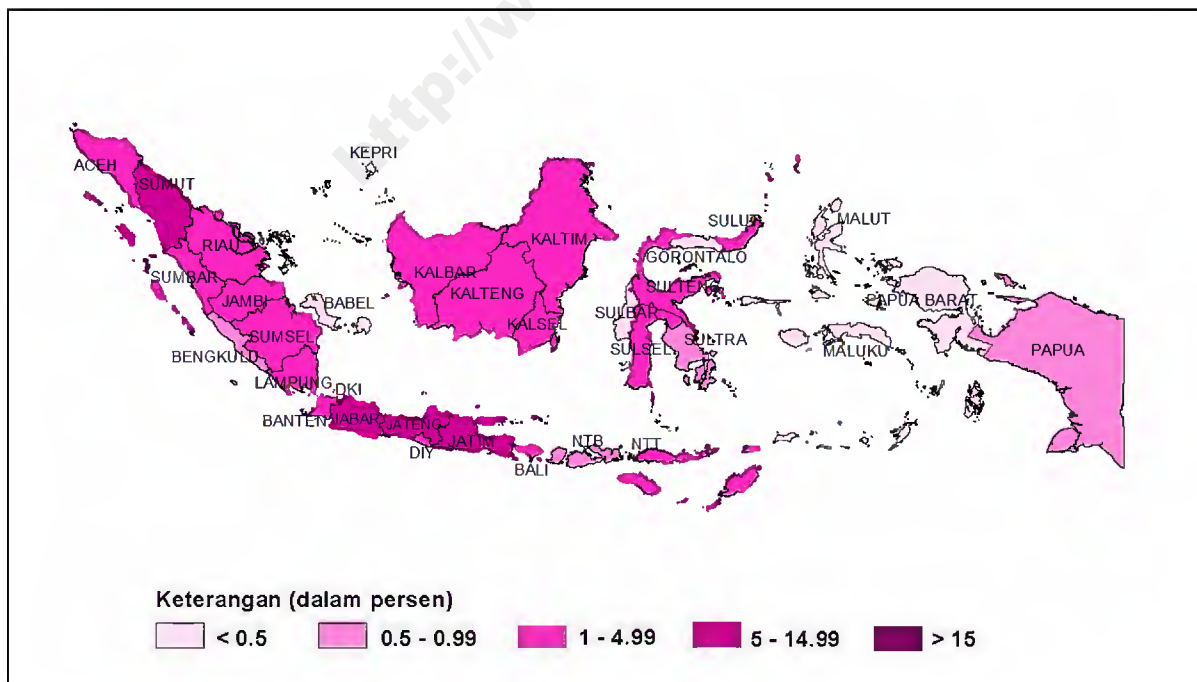 http://w
KEPRI
ACEH
SUMUT
MALUT
SULUT
RIAU
KALTIM
GORONTALO
KALBAR
SUMBAR
SULTENG
KALTENG
JAMBI
BABEL
PAPUA BARAT
SULBAR
KALSEL
SUMSEL
SULTRA
SULSEL
MALUKU
PAPUA
BENGKULU
LAMPUNG
DKI
BANTEN
JABAR
JATENG
JATIM
NTB
NTT
DIY
BALI
Keterangan (dalam persen)
< 0.5
0.5 - 0.99
1 - 4.99
5 - 14.99
> 15